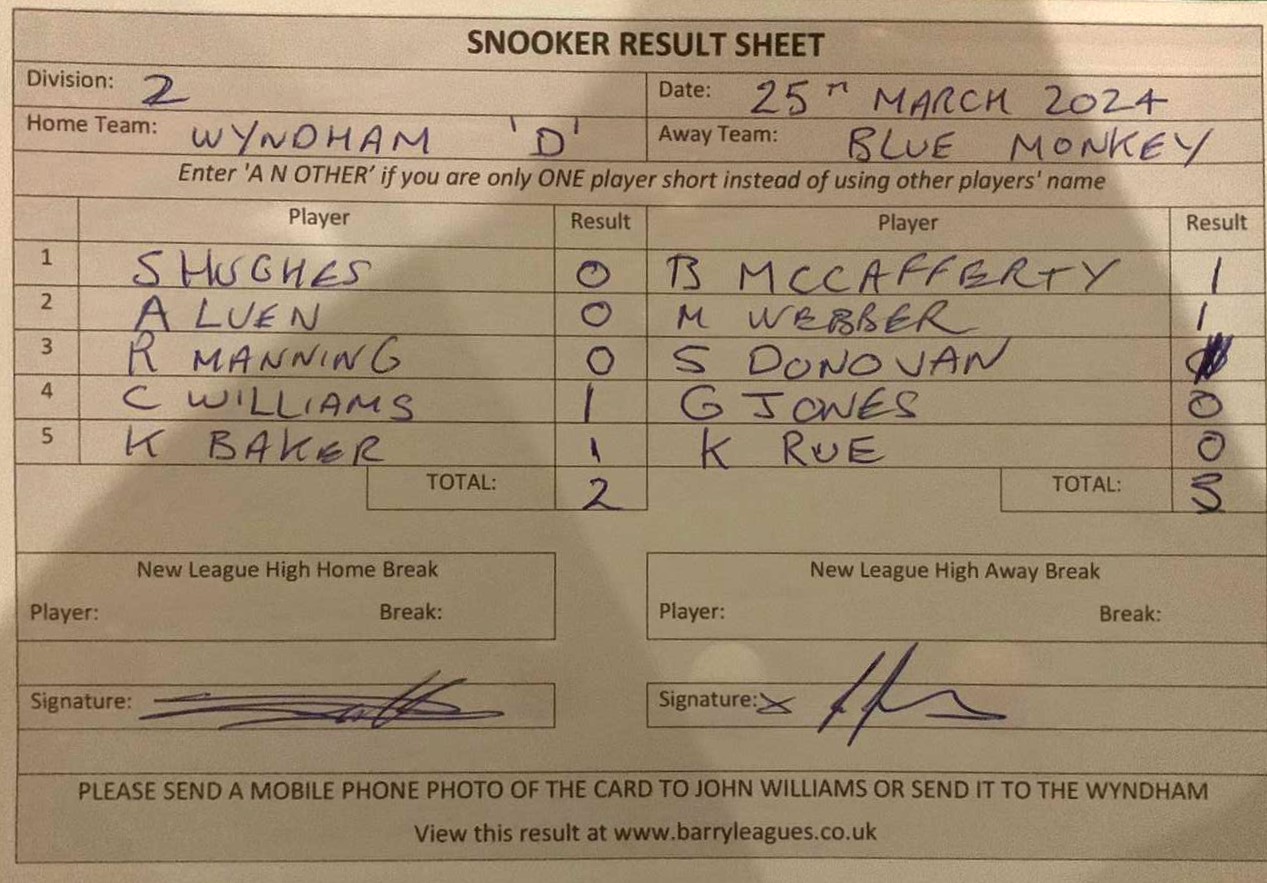 SNOOKER RESULT SHEET
Division: 2 Date: 25TH MARCH 2024
Home Team: WYNDHAM 'D' Away Team: BLUE MONKEY
Enter 'A N OTHER' if you are only ONE player short instead of using other players' name
Player Result Player Result
1 S HUGHES 0 B MCCAFFERTY 1
2 A LUEN 0 M WEBBER 1
3 R MANNING 0 S DONOVAN
4 C WILLIAMS 1 G JONES 0
5 K BAKER 1 K RUE 0
TOTAL: 2 TOTAL: 3
New League High Home Break New League High Away Break
Player: Break: Player: Break:
Signature: Signature: x
PLEASE SEND A MOBILE PHONE PHOTO OF THE CARD TO JOHN WILLIAMS OR SEND IT TO THE WYNDHAM
View this result at www.barryleagues.co.uk